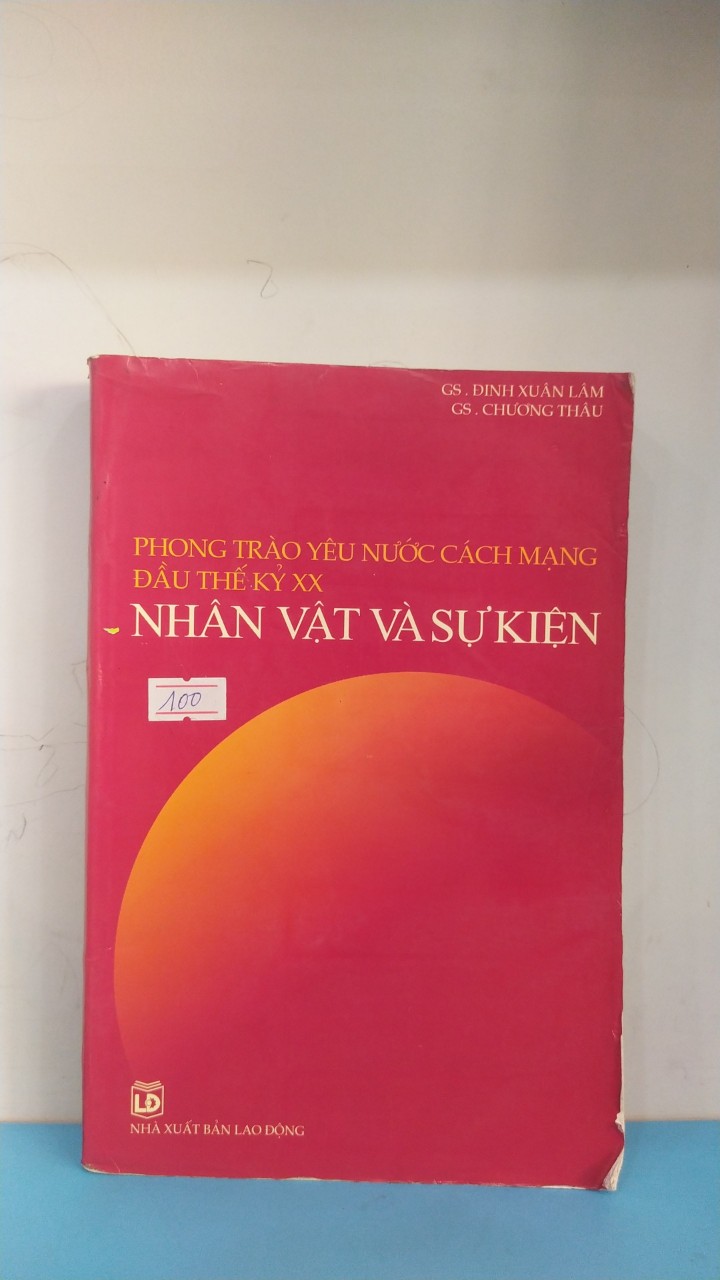 GS. ĐINH XUÂN LÂM
GS. CHƯƠNG THÂU
PHONG TRÀO YÊU NƯỚC CÁCH MẠNG
ĐẦU THẾ KỶ XX
NHÂN VẬT VÀ SỰ KIỆN
100
LĐ
NHÀ XUẤT BẢN LAO ĐỘNG